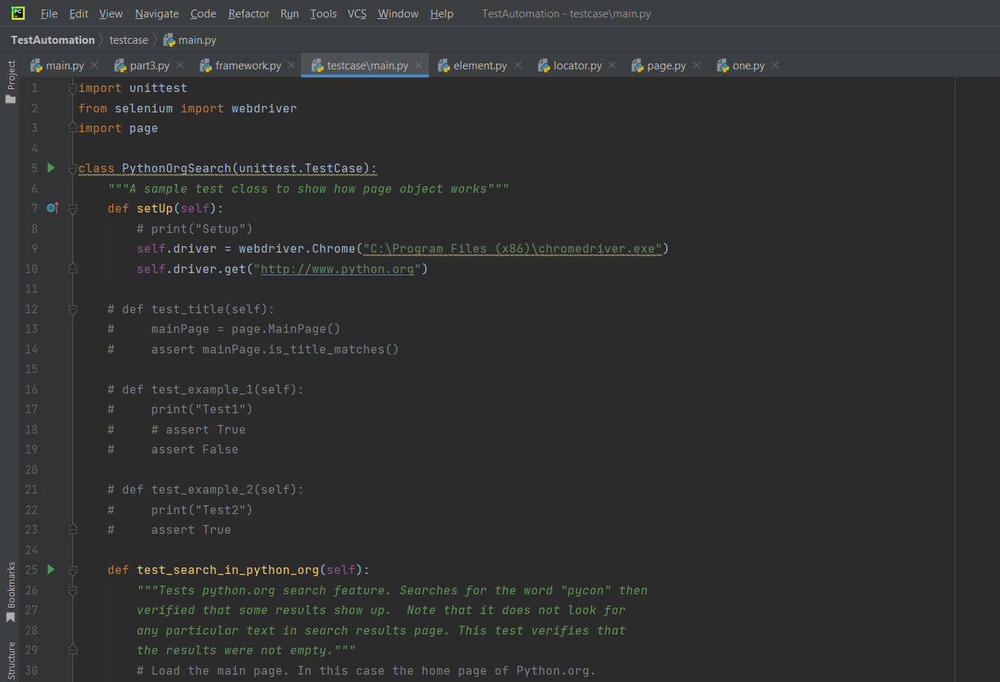 PC
File Edit View Navigate Code Refactor Run Tools VCS Window Help TestAutomation - testcase\main.py
TestAutomation testcase main.py
main.py part3.py framework.py testcase\main.py element.py locator.py page.py one.py
Project
1 import unittest
2 from selenium import webdriver
3 import page
4
5 class PythonOrgSearch(unittest.TestCase):
6     """A sample test class to show how page object works"""
7     def setUp(self):
8         # print("Setup")
9         self.driver = webdriver.Chrome("C:\Program Files (x86)\chromedriver.exe")
10         self.driver.get("http://www.python.org")
11
12     # def test_title(self):
13     #     mainPage = page.MainPage()
14     #     assert mainPage.is_title_matches()
15
16     # def test_example_1(self):
17     #     print("Test1")
18     #     # assert True
19     #     assert False
20
21     # def test_example_2(self):
22     #     print("Test2")
23     #     assert True
24
25     def test_search_in_python_org(self):
26         """Tests python.org search feature. Searches for the word "pycon" then
27         verified that some results show up.  Note that it does not look for
28         any particular text in search results page. This test verifies that
29         the results were not empty."""
30         # Load the main page. In this case the home page of Python.org.
Bookmarks
Structure